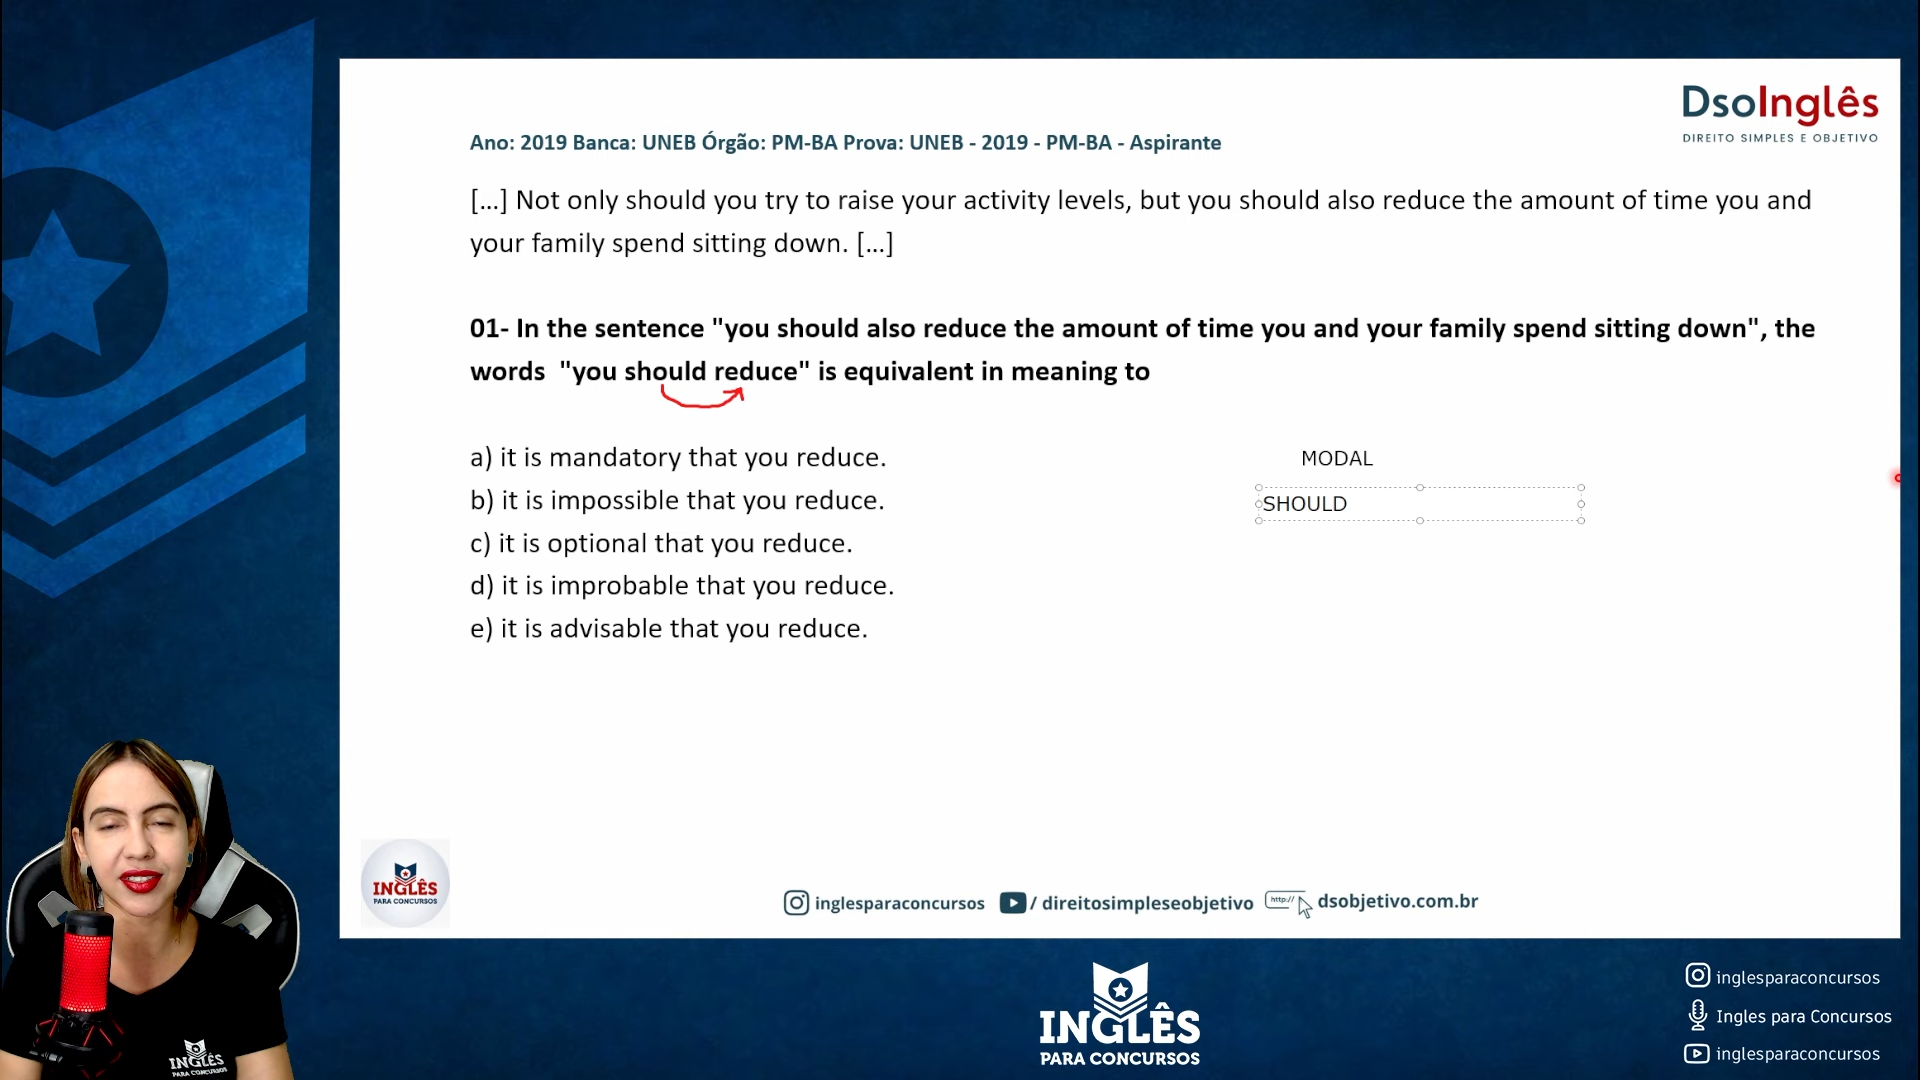 DsoInglês
DIREITO SIMPLES E OBJETIVO
Ano: 2019 Banca: UNEB Órgão: PM-BA Prova: UNEB - 2019 - PM-BA - Aspirante
[...] Not only should you try to raise your activity levels, but you should also reduce the amount of time you and
your family spend sitting down. [...]
01- In the sentence "you should also reduce the amount of time you and your family spend sitting down", the
words "you should reduce" is equivalent in meaning to
a) it is mandatory that you reduce.
b) it is impossible that you reduce.
c) it is optional that you reduce.
d) it is improbable that you reduce.
e) it is advisable that you reduce.
MODAL
SHOULD
INGLÊS
PARA CONCURSOS
inglesparaconcursos / direitosimpleseobjetivo http:// dsobjetivo.com.br
INGLÊS
PARA CONCURSOS
INGLÊS
PARA CONCURSOS
inglesparaconcursos
Ingles para Concursos
inglesparaconcursos